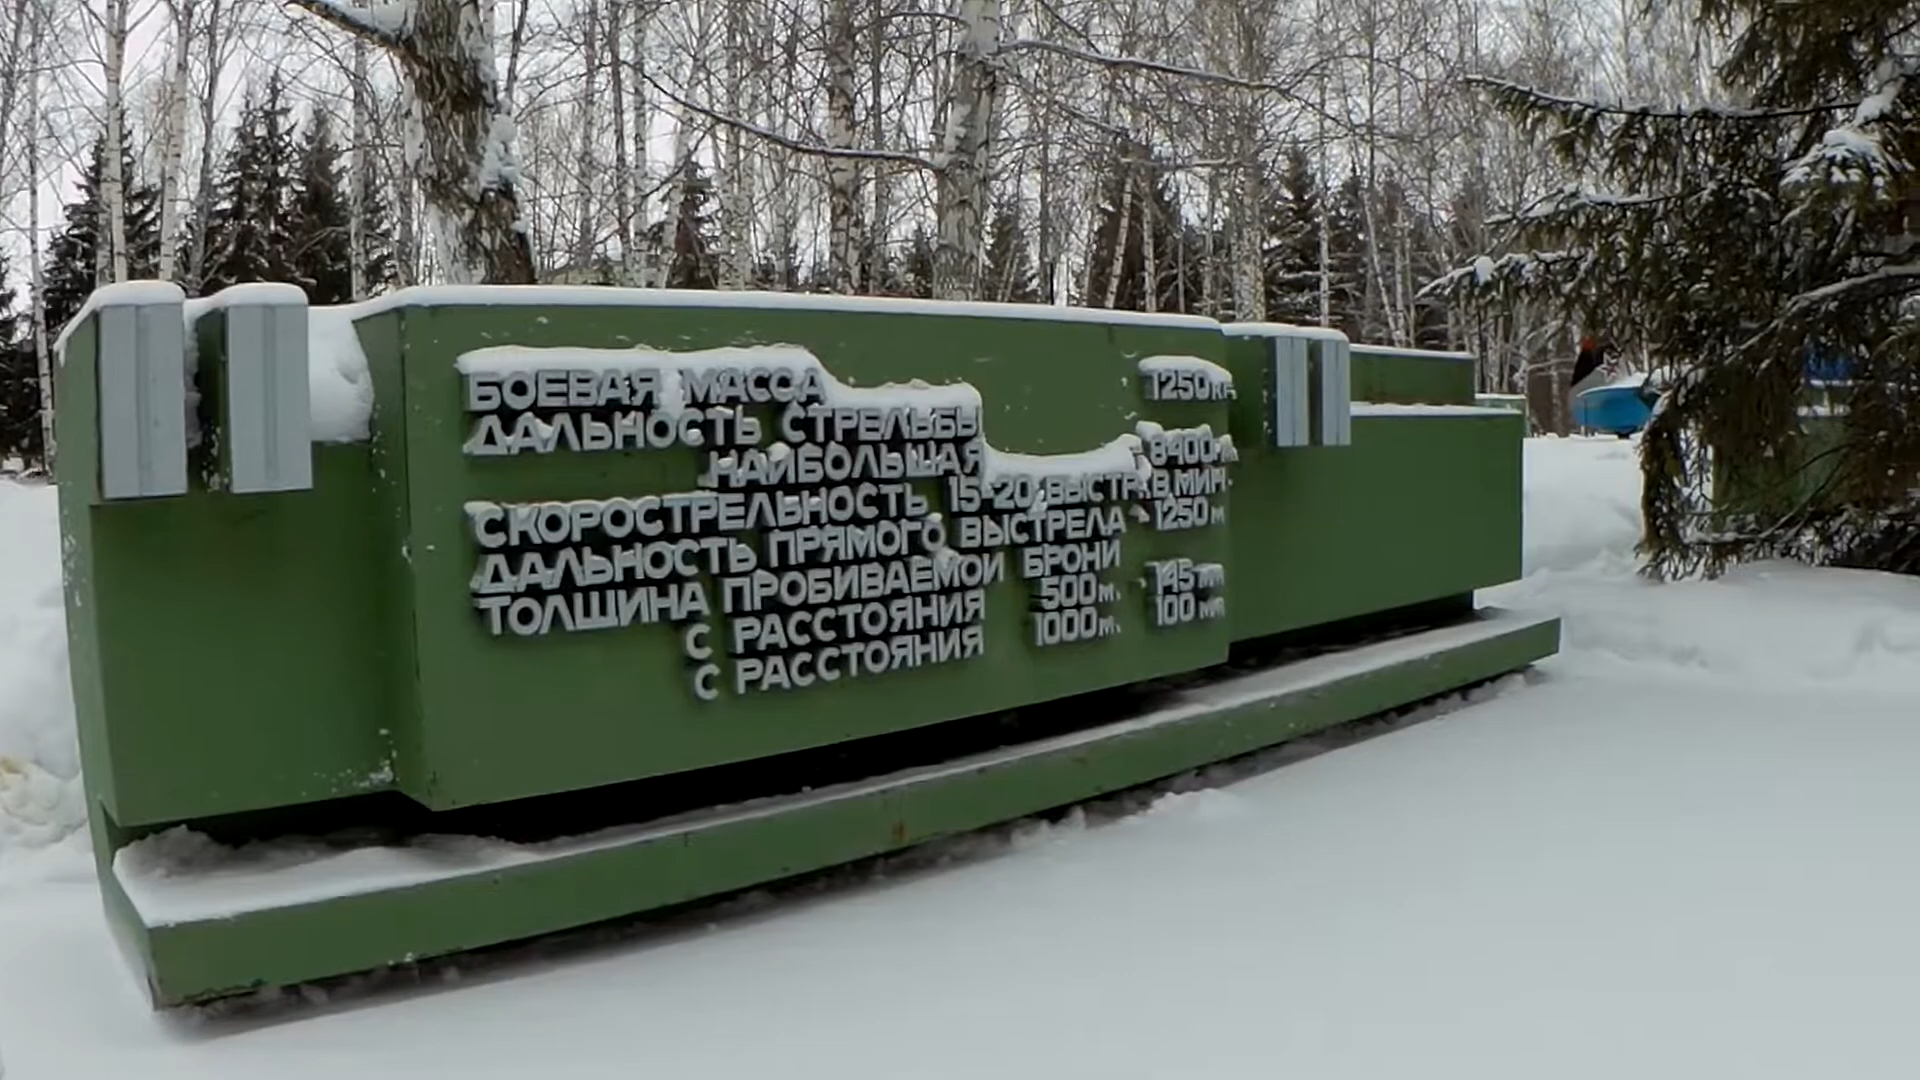 БОЕВАЯ МАССА 1250 КГ
ДАЛЬНОСТЬ СТРЕЛЬБЫ
НАИБОЛЬШАЯ 8400 М.
СКОРОСТРЕЛЬНОСТЬ 15-20 ВЫСТР. В МИН.
ДАЛЬНОСТЬ ПРЯМОГО ВЫСТРЕЛА - 1250 М
ТОЛЩИНА ПРОБИВАЕМОЙ БРОНИ
С РАССТОЯНИЯ 500 М. - 145 ММ
С РАССТОЯНИЯ 1000 М. 100 ММ